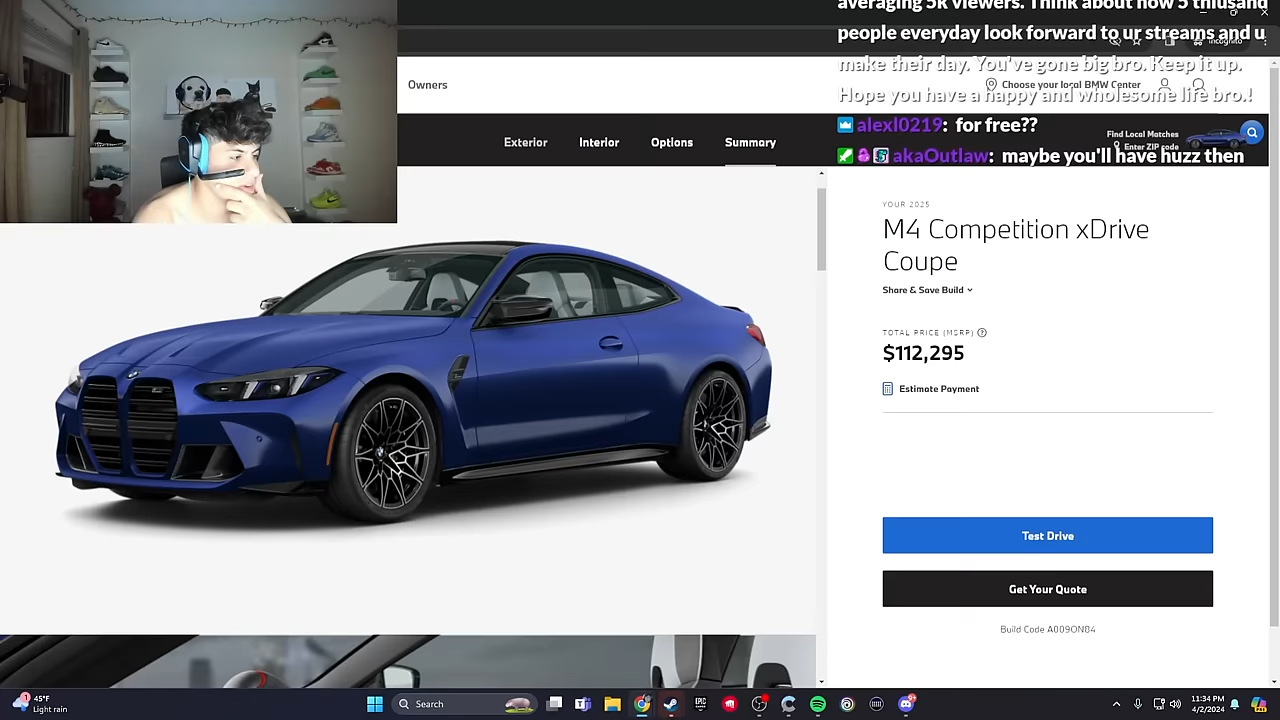 averaging 5k viewers. Think about how 5 thiusand
people everyday look forward to ur streams and u
make their day. You've gone big bro. Keep it up.
Hope you have a happy and wholesome life bro.!
alexl0219: for free??
akaOutlaw: maybe you'll have huzz then
Incognito
Owners
Choose your local BMW Center
Exterior
Interior
Options
Summary
Find Local Matches
Enter ZIP code
YOUR 2025
M4 Competition xDrive
Coupe
Share & Save Build
TOTAL PRICE (MSRP)
$112,295
Estimate Payment
Test Drive
Get Your Quote
Build Code A009ON84
45°F
Light rain
Search
11:34 PM
4/2/2024